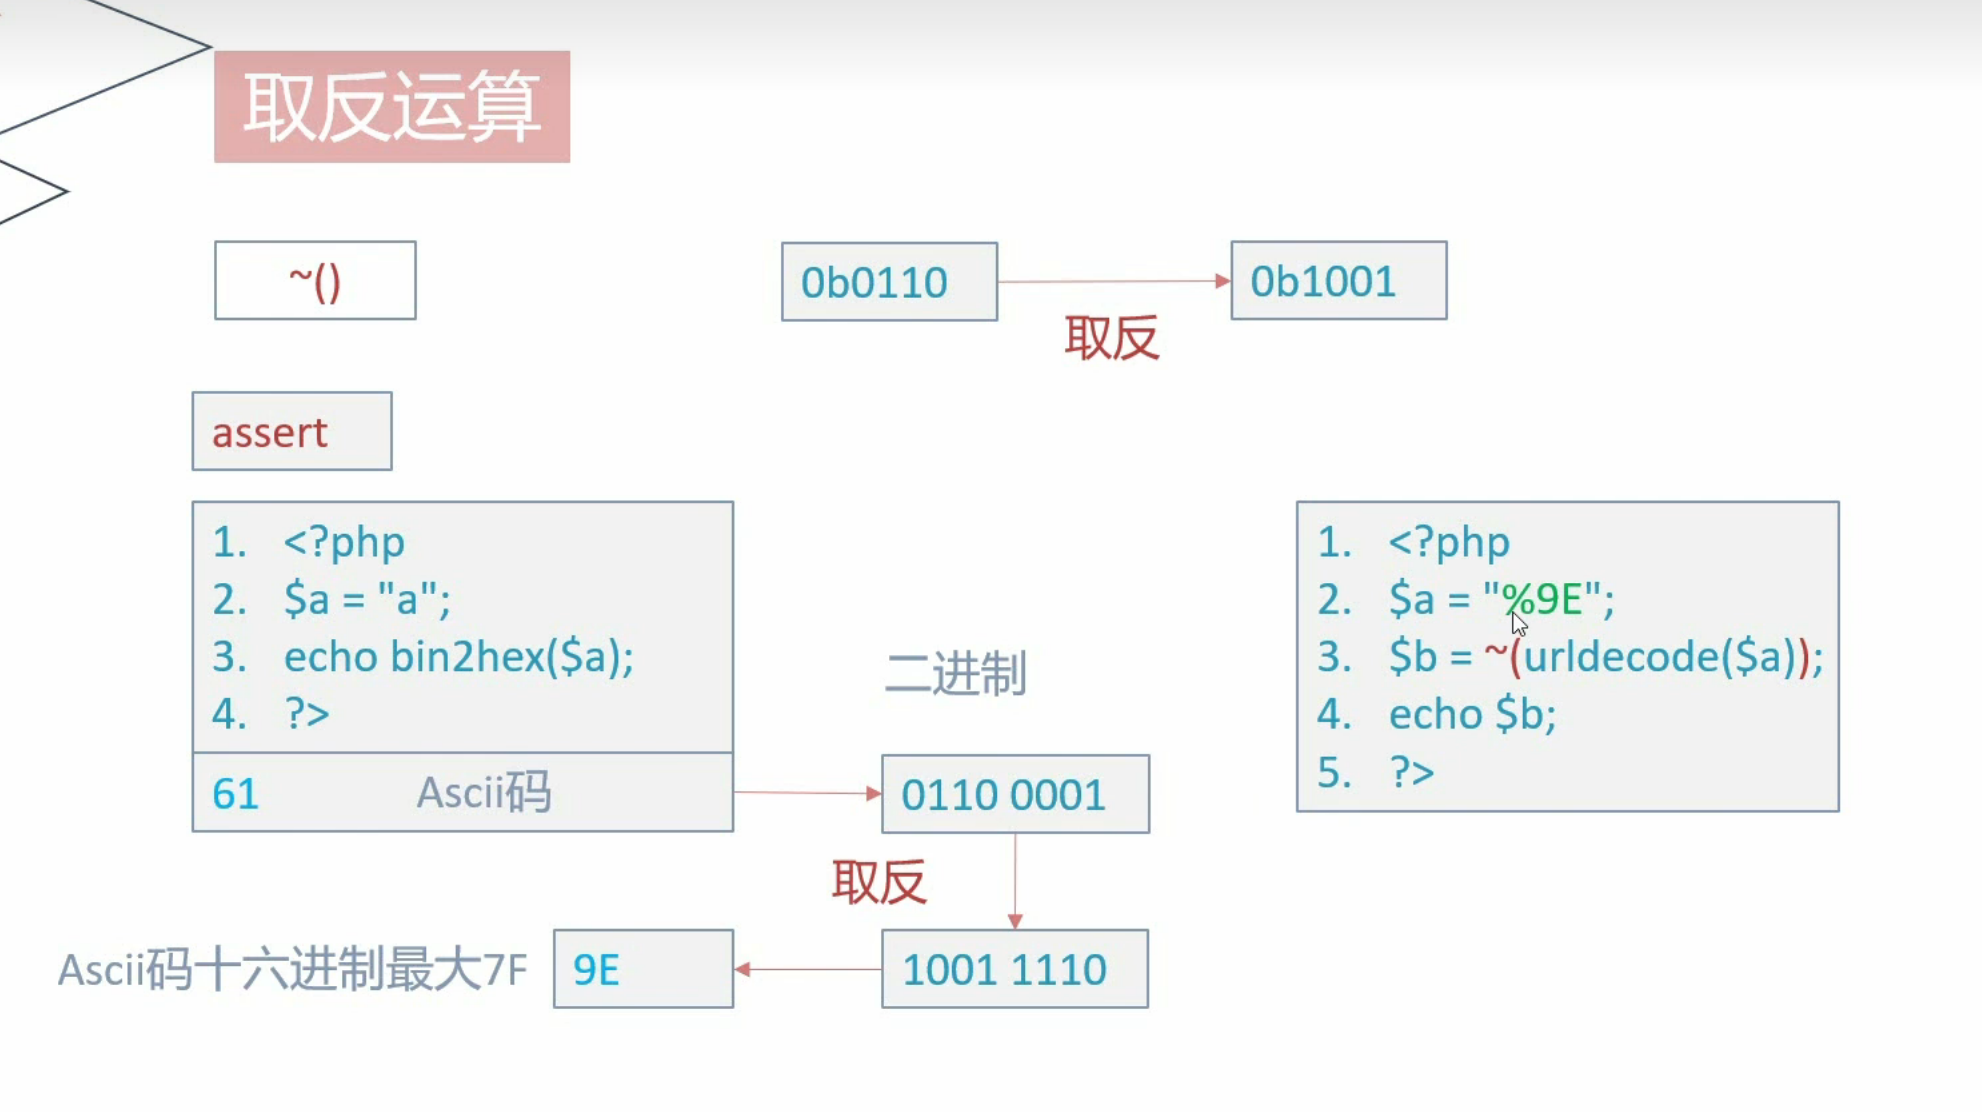 取反运算
~()
0b0110
0b1001
取反
assert
1. <?php
2. $a = "a";
3. echo bin2hex($a);
4. ?>
61 Ascii码
二进制
0110 0001
取反
1001 1110
9E
Ascii码十六进制最大7F
1. <?php
2. $a = "%9E";
3. $b = ~(urldecode($a));
4. echo $b;
5. ?>